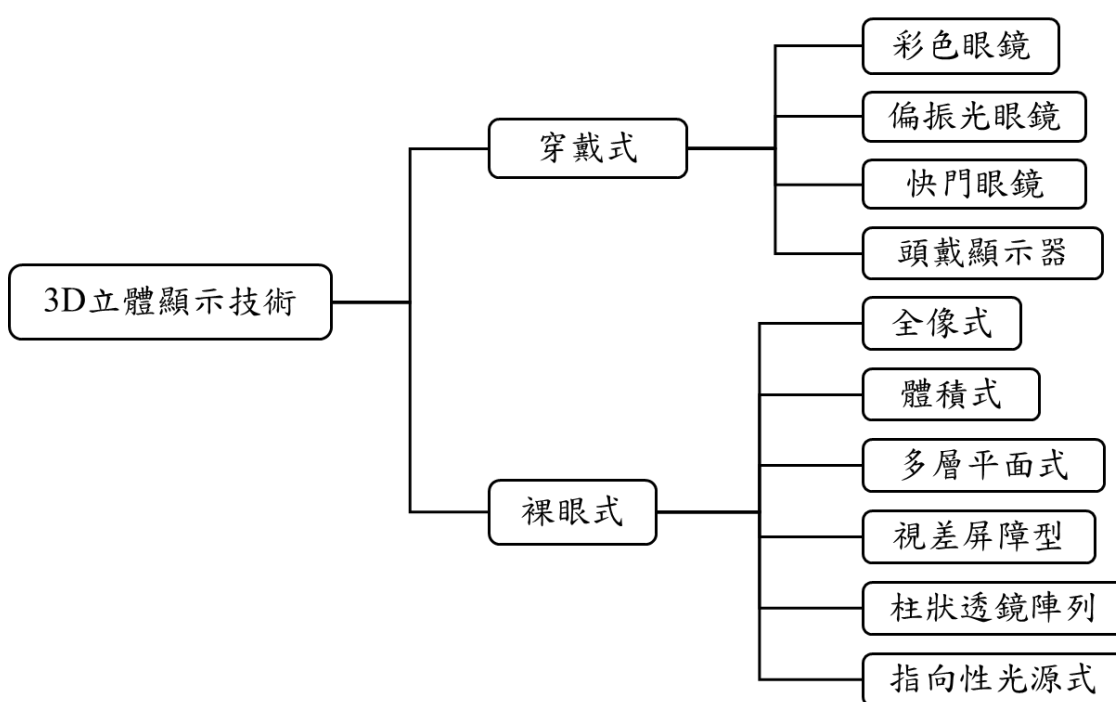 3D立體顯示技術
穿戴式
彩色眼鏡
偏振光眼鏡
快門眼鏡
頭戴顯示器
裸眼式
全像式
體積式
多層平面式
視差屏障型
柱狀透鏡陣列
指向性光源式